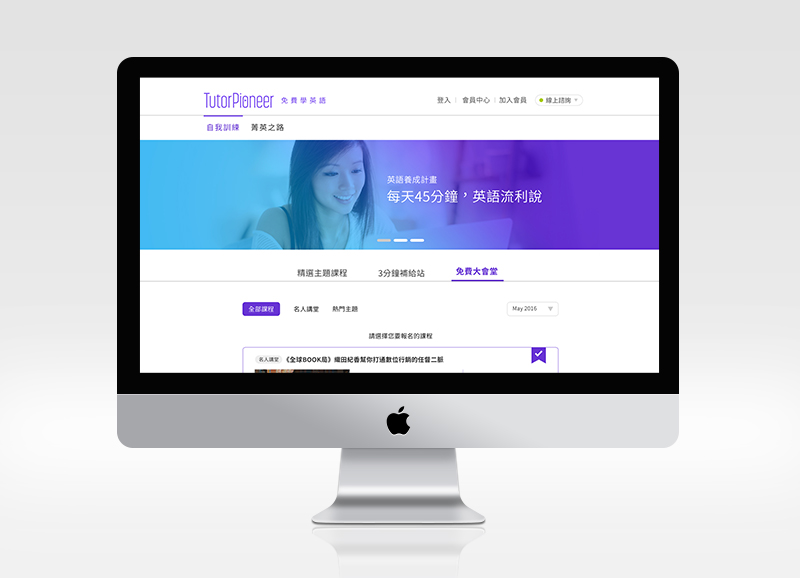 TutorPioneer 免費學英語
登入 | 會員中心 | 加入會員 線上諮詢 +
自我訓練 菁英之路
英語養成計畫
每天45分鐘,英語流利說
精選主題課程 3分鐘補給站 免費大會堂
全部課程 名人講堂 熱門主題 May 2016
請選擇您要報名的課程
名人講堂 《全球BOOK局》織田紀香幫你打通數位行銷的任督二脈